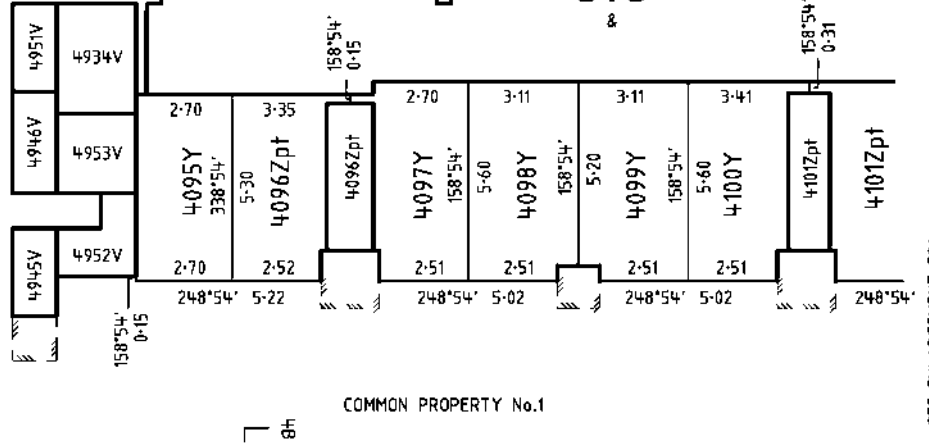 &
4951V
4934V
158°54'
0·15
158°54'
0·31
4946V
4953V
2·70
3·35
2·70
3·11
3·11
3·41
4095Y
338°54'
5·30
4096Zpt
4096Zpt
4097Y
158°54'
5·60
4098Y
158°54'
5·20
4099Y
158°54'
5·60
4100Y
4101Zpt
4101Zpt
4945V
4952V
2·70
2·52
2·51
2·51
2·51
2·51
248°54' 5·22
248°54' 5·02
248°54' 5·02
248°54'
158°54'
0·15
COMMON PROPERTY No.1
4B